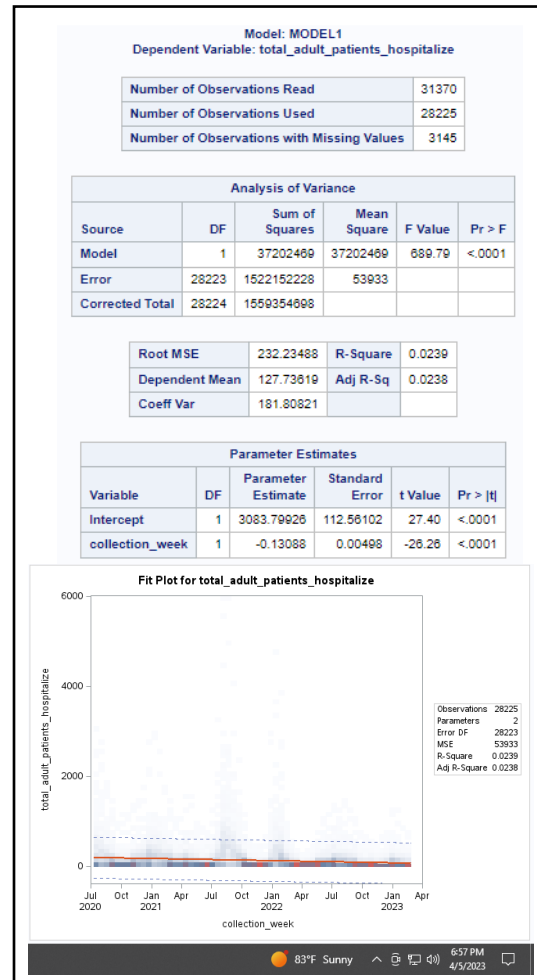 Model: MODEL1
Dependent Variable: total_adult_patients_hospitalize
Number of Observations Read 31370
Number of Observations Used 28225
Number of Observations with Missing Values 3145
Analysis of Variance
Source DF Sum of Squares Mean Square F Value Pr > F
Model 1 37202469 37202469 689.79 <.0001
Error 28223 1522152228 53933
Corrected Total 28224 1559354698
Root MSE 232.23488 R-Square 0.0239
Dependent Mean 127.73619 Adj R-Sq 0.0238
Coeff Var 181.80821
Parameter Estimates
Variable DF Parameter Estimate Standard Error t Value Pr > |t|
Intercept 1 3083.79926 112.56102 27.40 <.0001
collection_week 1 -0.13088 0.00498 -26.26 <.0001
Fit Plot for total_adult_patients_hospitalize
6000
4000
2000
0
total_adult_patients_hospitalize
Jul Oct Jan Apr Jul Oct Jan Apr Jul Oct Jan Apr
2020 2021 2022 2023
collection_week
Observations 28225
Parameters 2
Error DF 28223
MSE 53933
R-Square 0.0239
Adj R-Square 0.0238
83°F Sunny
6:57 PM
4/5/2023